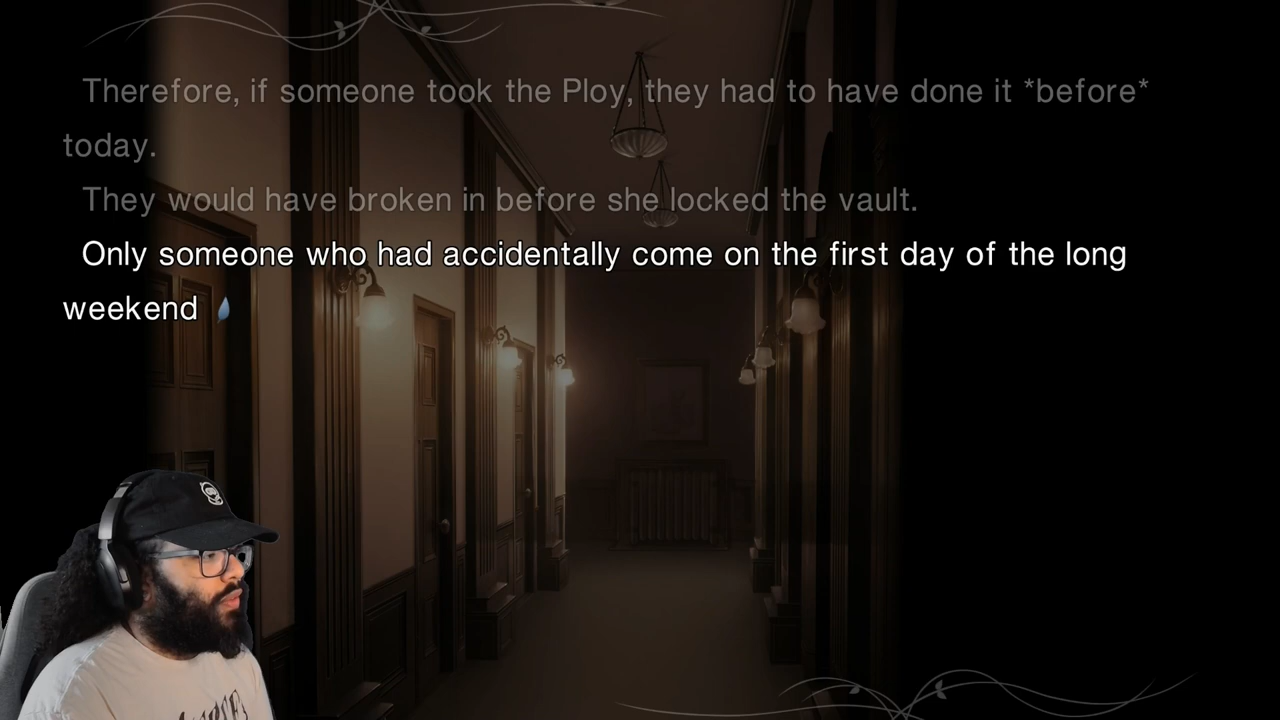 Therefore, if someone took the Ploy, they had to have done it *before*
today.
They would have broken in before she locked the vault.
Only someone who had accidentally come on the first day of the long
weekend